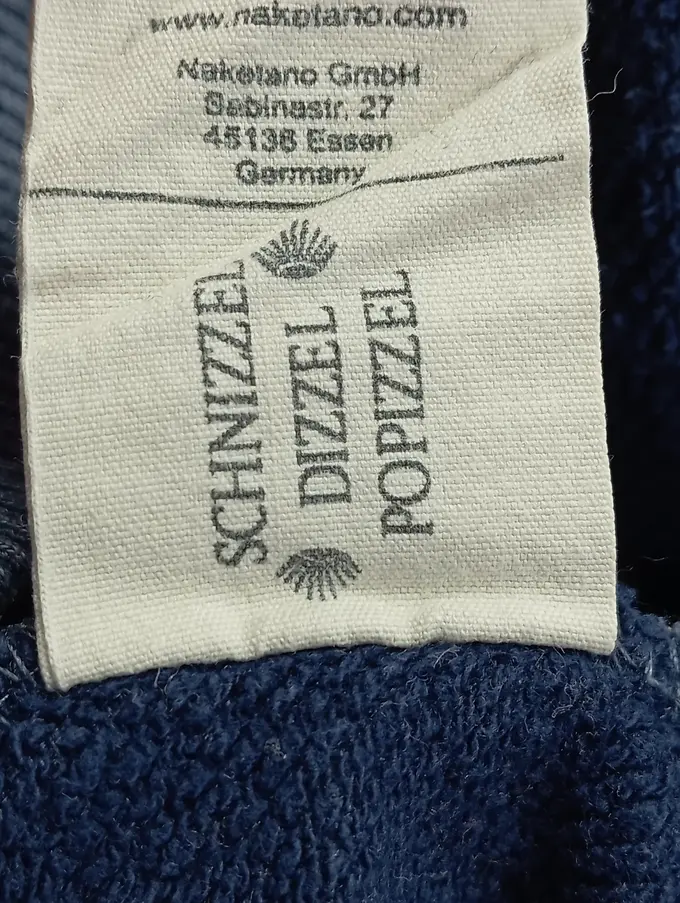 www.naketano.com
Naketano GmbH
Sabinastr. 27
45136 Essen
Germany
SCHNIZZEL
DIZZEL
POPIZZEL